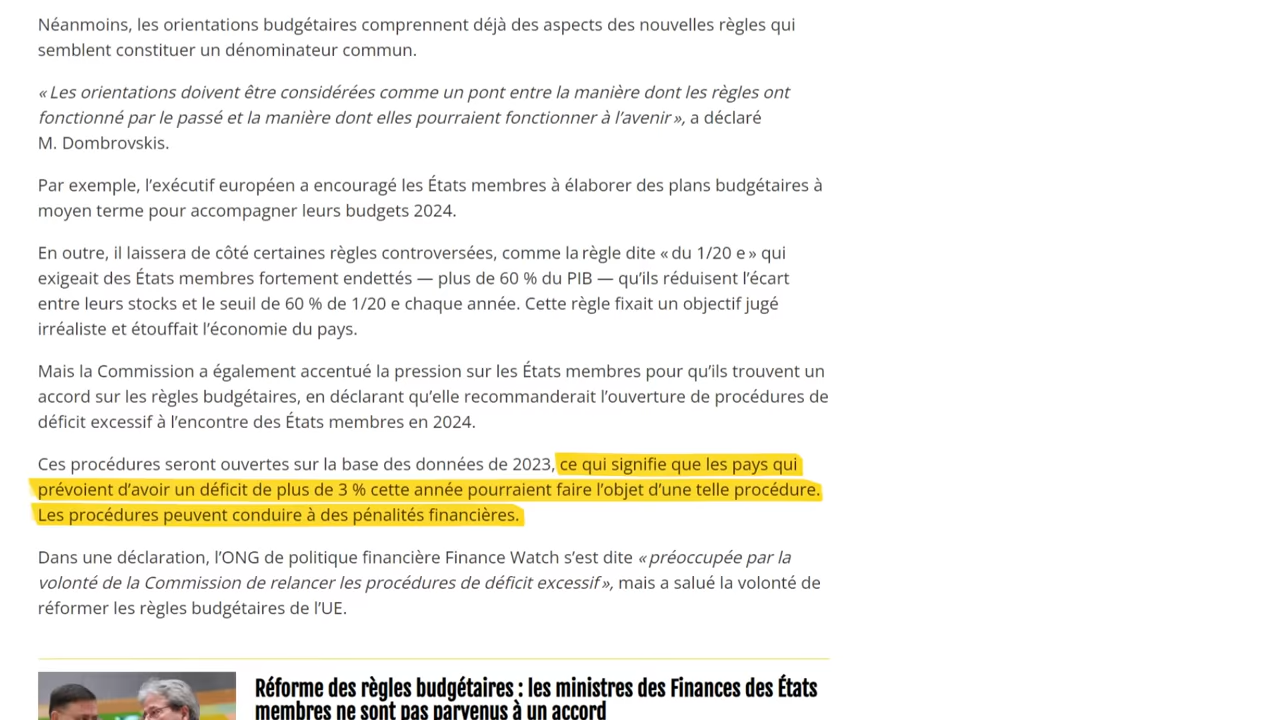 Néanmoins, les orientations budgétaires comprennent déjà des aspects des nouvelles règles qui
semblent constituer un dénominateur commun.
« Les orientations doivent être considérées comme un pont entre la manière dont les règles ont
fonctionné par le passé et la manière dont elles pourraient fonctionner à l’avenir », a déclaré
M. Dombrovskis.
Par exemple, l’exécutif européen a encouragé les États membres à élaborer des plans budgétaires à
moyen terme pour accompagner leurs budgets 2024.
En outre, il laissera de côté certaines règles controversées, comme la règle dite « du 1/20 e » qui
exigeait des États membres fortement endettés — plus de 60 % du PIB — qu’ils réduisent l’écart
entre leurs stocks et le seuil de 60 % de 1/20 e chaque année. Cette règle fixait un objectif jugé
irréaliste et étouffait l’économie du pays.
Mais la Commission a également accentué la pression sur les États membres pour qu’ils trouvent un
accord sur les règles budgétaires, en déclarant qu’elle recommanderait l’ouverture de procédures de
déficit excessif à l’encontre des États membres en 2024.
Ces procédures seront ouvertes sur la base des données de 2023, ce qui signifie que les pays qui
prévoient d’avoir un déficit de plus de 3 % cette année pourraient faire l’objet d’une telle procédure.
Les procédures peuvent conduire à des pénalités financières.
Dans une déclaration, l’ONG de politique financière Finance Watch s’est dite « préoccupée par la
volonté de la Commission de relancer les procédures de déficit excessif », mais a salué la volonté de
réformer les règles budgétaires de l’UE.
Réforme des règles budgétaires : les ministres des Finances des États
membres ne sont pas parvenus à un accord